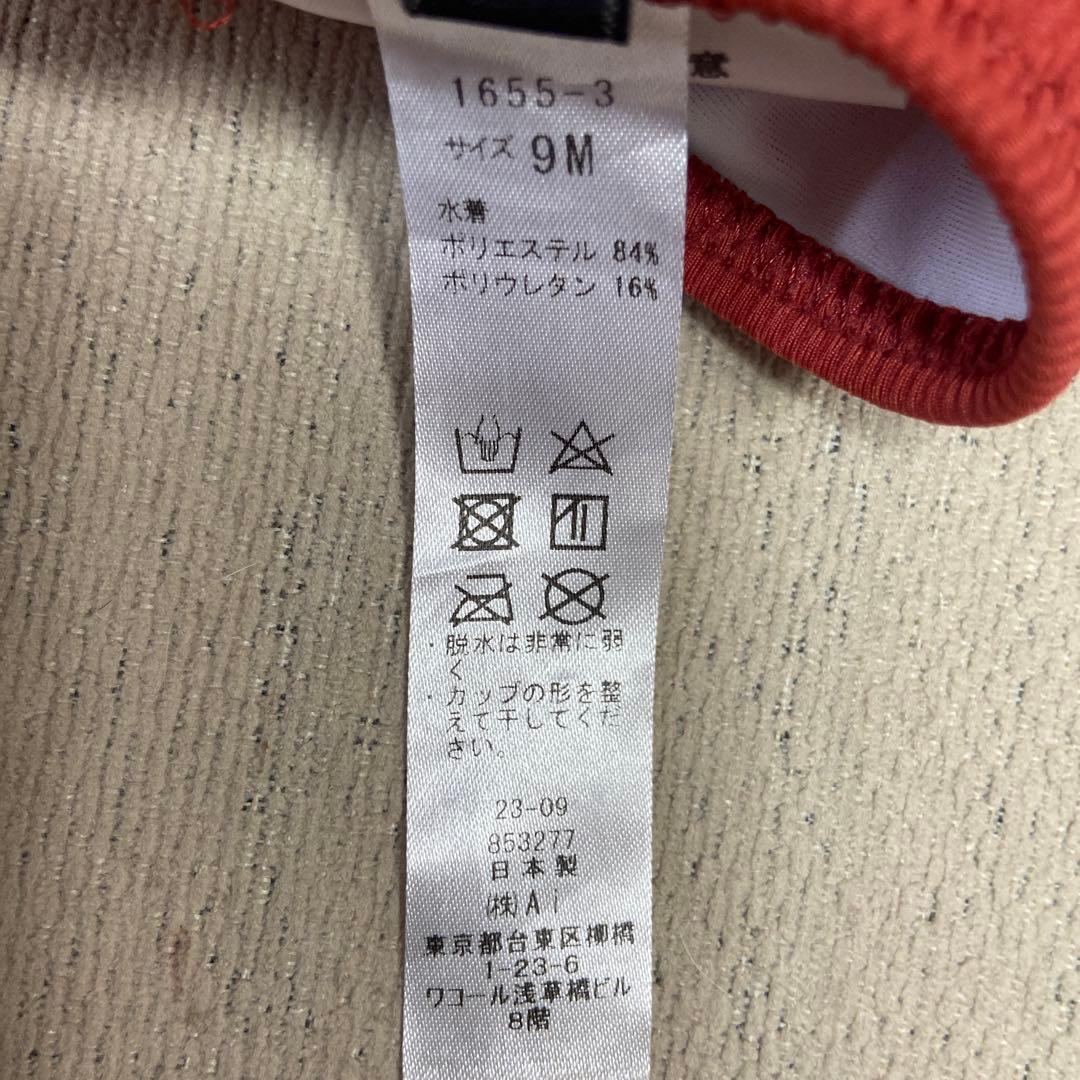 意
1655-3
サイズ 9M
水着
ポリエステル 84%
ポリウレタン 16%
・脱水は非常に弱
く
・カップの形を整
えて干してくだ
さい。
23-09
853277
日本製
㈱Ai
東京都台東区柳橋
1-23-6
ワコール浅草橋ビル
8階